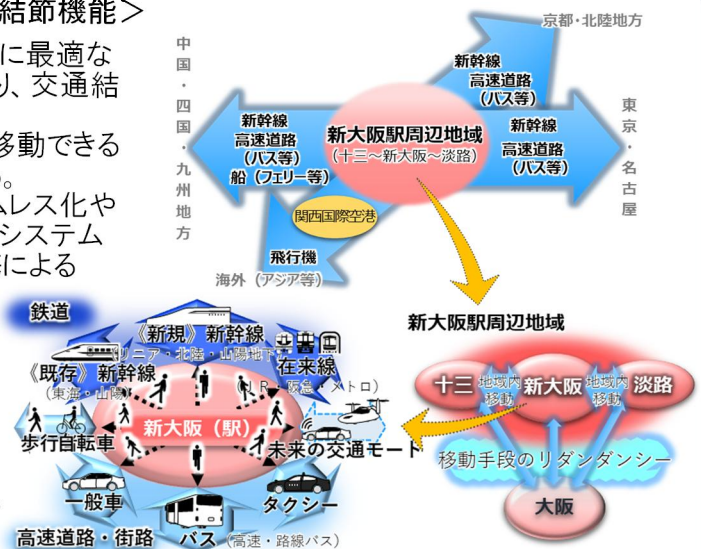 結節機能＞
に最適な
り、交通結
移動できる
る。
ムレス化や
システム
等による
京都・北陸地方
中国・四国・九州地方
新幹線
高速道路
（バス等）
東京・名古屋
新幹線
高速道路
（バス等）
船（フェリー等）
新大阪駅周辺地域
（十三～新大阪～淡路）
新幹線
高速道路
（バス等）
関西国際空港
飛行機
海外（アジア等）
鉄道
《新規》新幹線
（リニア・北陸・山陽地下）
《既存》新幹線
（東海・山陽）
在来線
（ＪＲ・阪急・メトロ）
新大阪（駅）
歩行自転車
未来の交通モード
一般車
タクシー
高速道路・街路
バス（高速・路線バス）
新大阪駅周辺地域
十三
地域内
移動
新大阪
地域内
移動
淡路
移動手段のリダンダンシー
大阪